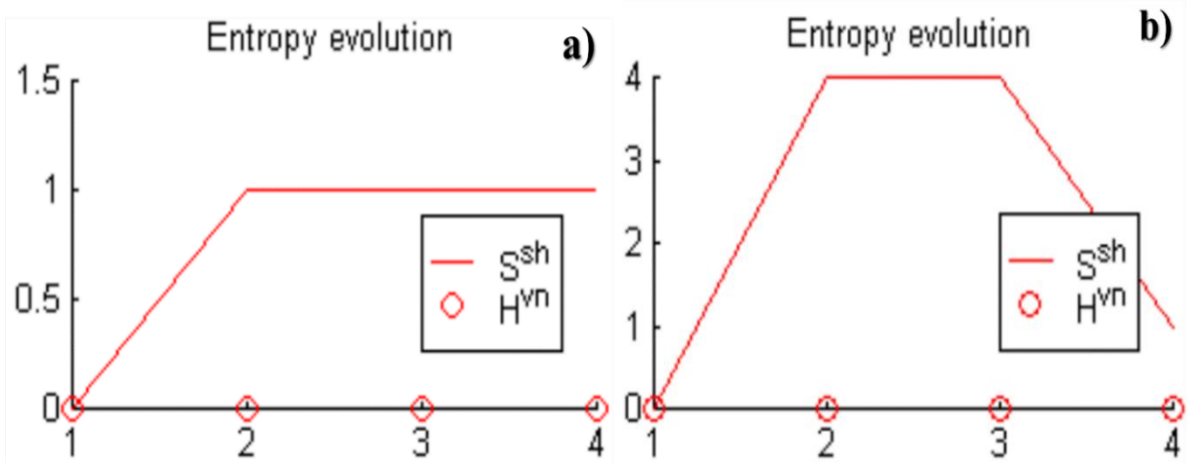 Entropy evolution
a)
1.5
1
0.5
0
1 2 3 4
S^sh
H^vn
Entropy evolution
b)
4
3
2
1
0
1 2 3 4
S^sh
H^vn